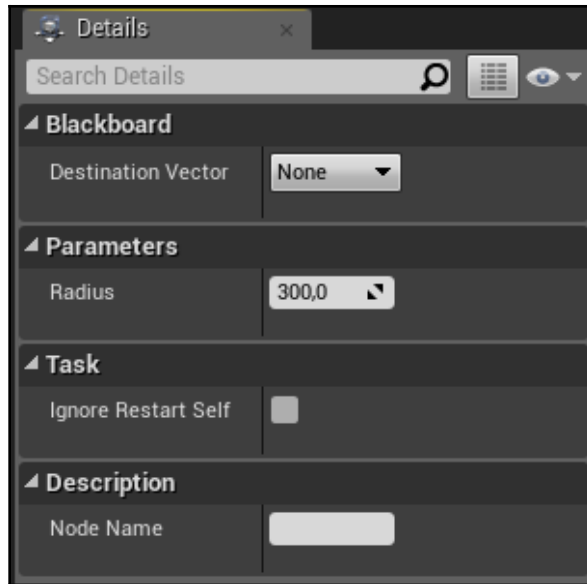 Details
Search Details
Blackboard
Destination Vector None
Parameters
Radius 300,0
Task
Ignore Restart Self
Description
Node Name